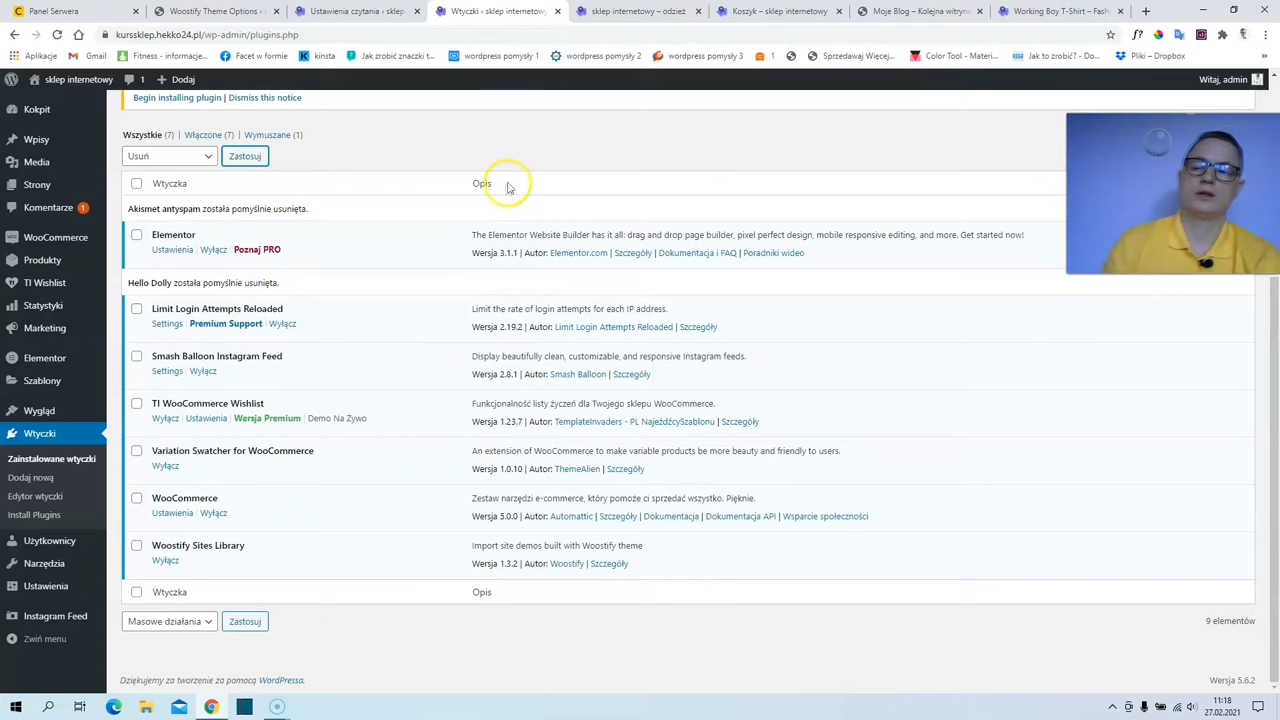 Panel Serwera
Woostify Theme Options ‹ s
Ustawienia czytania ‹ sklep
Wtyczki ‹ sklep internetowy
sklep internetowy – odzież
Koszyk – sklep internetowy
Moje Blog – Kolejna witryna
Working Boy T-Shirt – Fash
kurssklep.hekko24.pl/wp-admin/plugins.php
Aplikacje
Gmail
Fitness - informacje...
Facet w formie
kinsta
Jak zrobić znaczki t...
wordpress pomysły 1
wordpress pomysły 2
wordpress pomysły 3
1
Sprzedawaj Więcej...
Color Tool - Materi...
Jak to zrobić? - Do...
Pliki – Dropbox
sklep internetowy
1
Dodaj
Witaj, admin
Kokpit
Wpisy
Media
Strony
Komentarze 1
WooCommerce
Produkty
TI Wishlist
Statystyki
Marketing
Elementor
Szablony
Wygląd
Wtyczki
Zainstalowane wtyczki
Dodaj nową
Edytor wtyczki
Install Plugins
Użytkownicy
Narzędzia
Ustawienia
Instagram Feed
Zwiń menu
Begin installing plugin | Dismiss this notice
Wszystkie (7) | Włączone (7) | Wymuszane (1)
Usuń
Zastosuj
Wtyczka
Opis
Akismet antyspam została pomyślnie usunięta.
Elementor
Ustawienia | Wyłącz | Poznaj PRO
The Elementor Website Builder has it all: drag and drop page builder, pixel perfect design, mobile responsive editing, and more. Get started now!
Wersja 3.1.1 | Autor: Elementor.com | Szczegóły | Dokumentacja i FAQ | Poradniki wideo
Hello Dolly została pomyślnie usunięta.
Limit Login Attempts Reloaded
Settings | Premium Support | Wyłącz
Limit the rate of login attempts for each IP address.
Wersja 2.19.2 | Autor: Limit Login Attempts Reloaded | Szczegóły
Smash Balloon Instagram Feed
Settings | Wyłącz
Display beautifully clean, customizable, and responsive Instagram feeds.
Wersja 2.8.1 | Autor: Smash Balloon | Szczegóły
TI WooCommerce Wishlist
Wyłącz | Ustawienia | Wersja Premium | Demo Na Żywo
Funkcjonalność listy życzeń dla Twojego sklepu WooCommerce.
Wersja 1.23.7 | Autor: TemplateInvaders - PL NajeźdźcySzablonu | Szczegóły
Variation Swatcher for WooCommerce
Wyłącz
An extension of WooCommerce to make variable products be more beauty and friendly to users.
Wersja 1.0.10 | Autor: ThemeAlien | Szczegóły
WooCommerce
Ustawienia | Wyłącz
Zestaw narzędzi e-commerce, który pomoże ci sprzedać wszystko. Pięknie.
Wersja 5.0.0 | Autor: Automattic | Szczegóły | Dokumentacja | Dokumentacja API | Wsparcie społeczności
Woostify Sites Library
Wyłącz
Import site demos built with Woostify theme
Wersja 1.3.2 | Autor: Woostify | Szczegóły
Wtyczka
Opis
Masowe działania
Zastosuj
9 elementów
Dziękujemy za tworzenie za pomocą WordPressa.
Wersja 5.6.2
11:18
27.02.2021